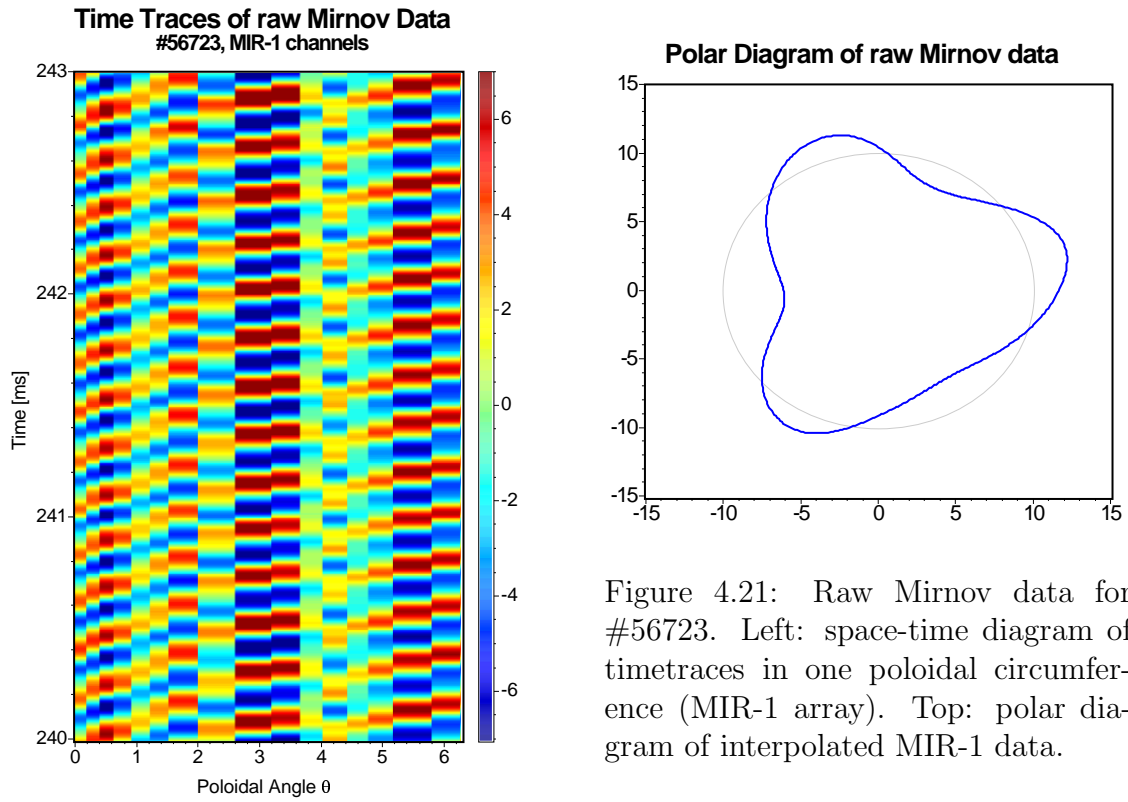 Time Traces of raw Mirnov Data
#56723, MIR-1 channels
243
242
241
240
Time [ms]
0 1 2 3 4 5 6
Poloidal Angle θ
6
4
2
0
-2
-4
-6
Polar Diagram of raw Mirnov data
15
10
5
0
-5
-10
-15
-15 -10 -5 0 5 10 15
Figure 4.21: Raw Mirnov data for
#56723. Left: space-time diagram of
timetraces in one poloidal circumfer-
ence (MIR-1 array). Top: polar dia-
gram of interpolated MIR-1 data.